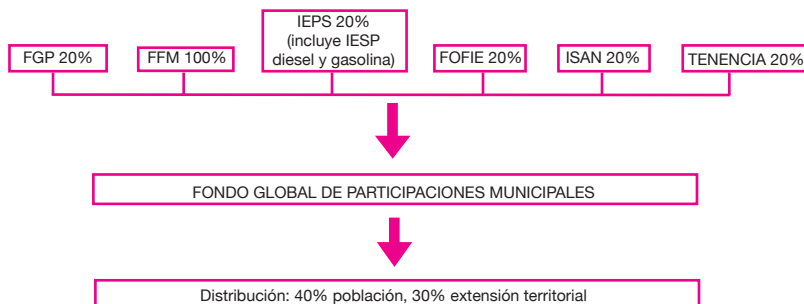 FGP 20%
FFM 100%
IEPS 20%
(incluye IESP
diesel y gasolina)
FOFIE 20%
ISAN 20%
TENENCIA 20%
FONDO GLOBAL DE PARTICIPACIONES MUNICIPALES
Distribución: 40% población, 30% extensión territorial